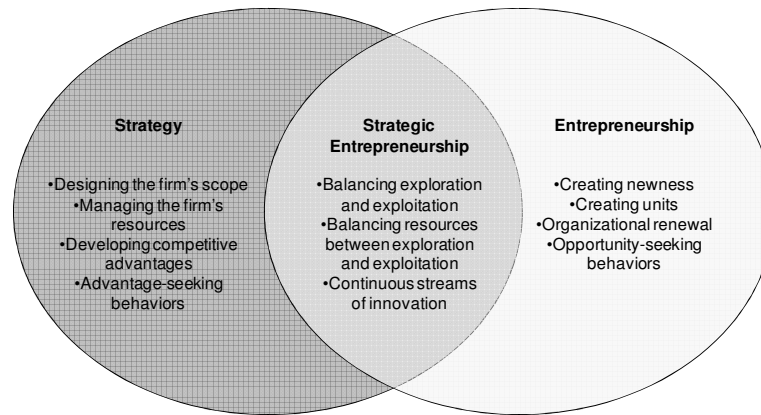 Strategy
•Designing the firm's scope
•Managing the firm's
resources
•Developing competitive
advantages
•Advantage-seeking
behaviors
Strategic
Entrepreneurship
•Balancing exploration
and exploitation
•Balancing resources
between exploration
and exploitation
•Continuous streams
of innovation
Entrepreneurship
•Creating newness
•Creating units
•Organizational renewal
•Opportunity-seeking
behaviors